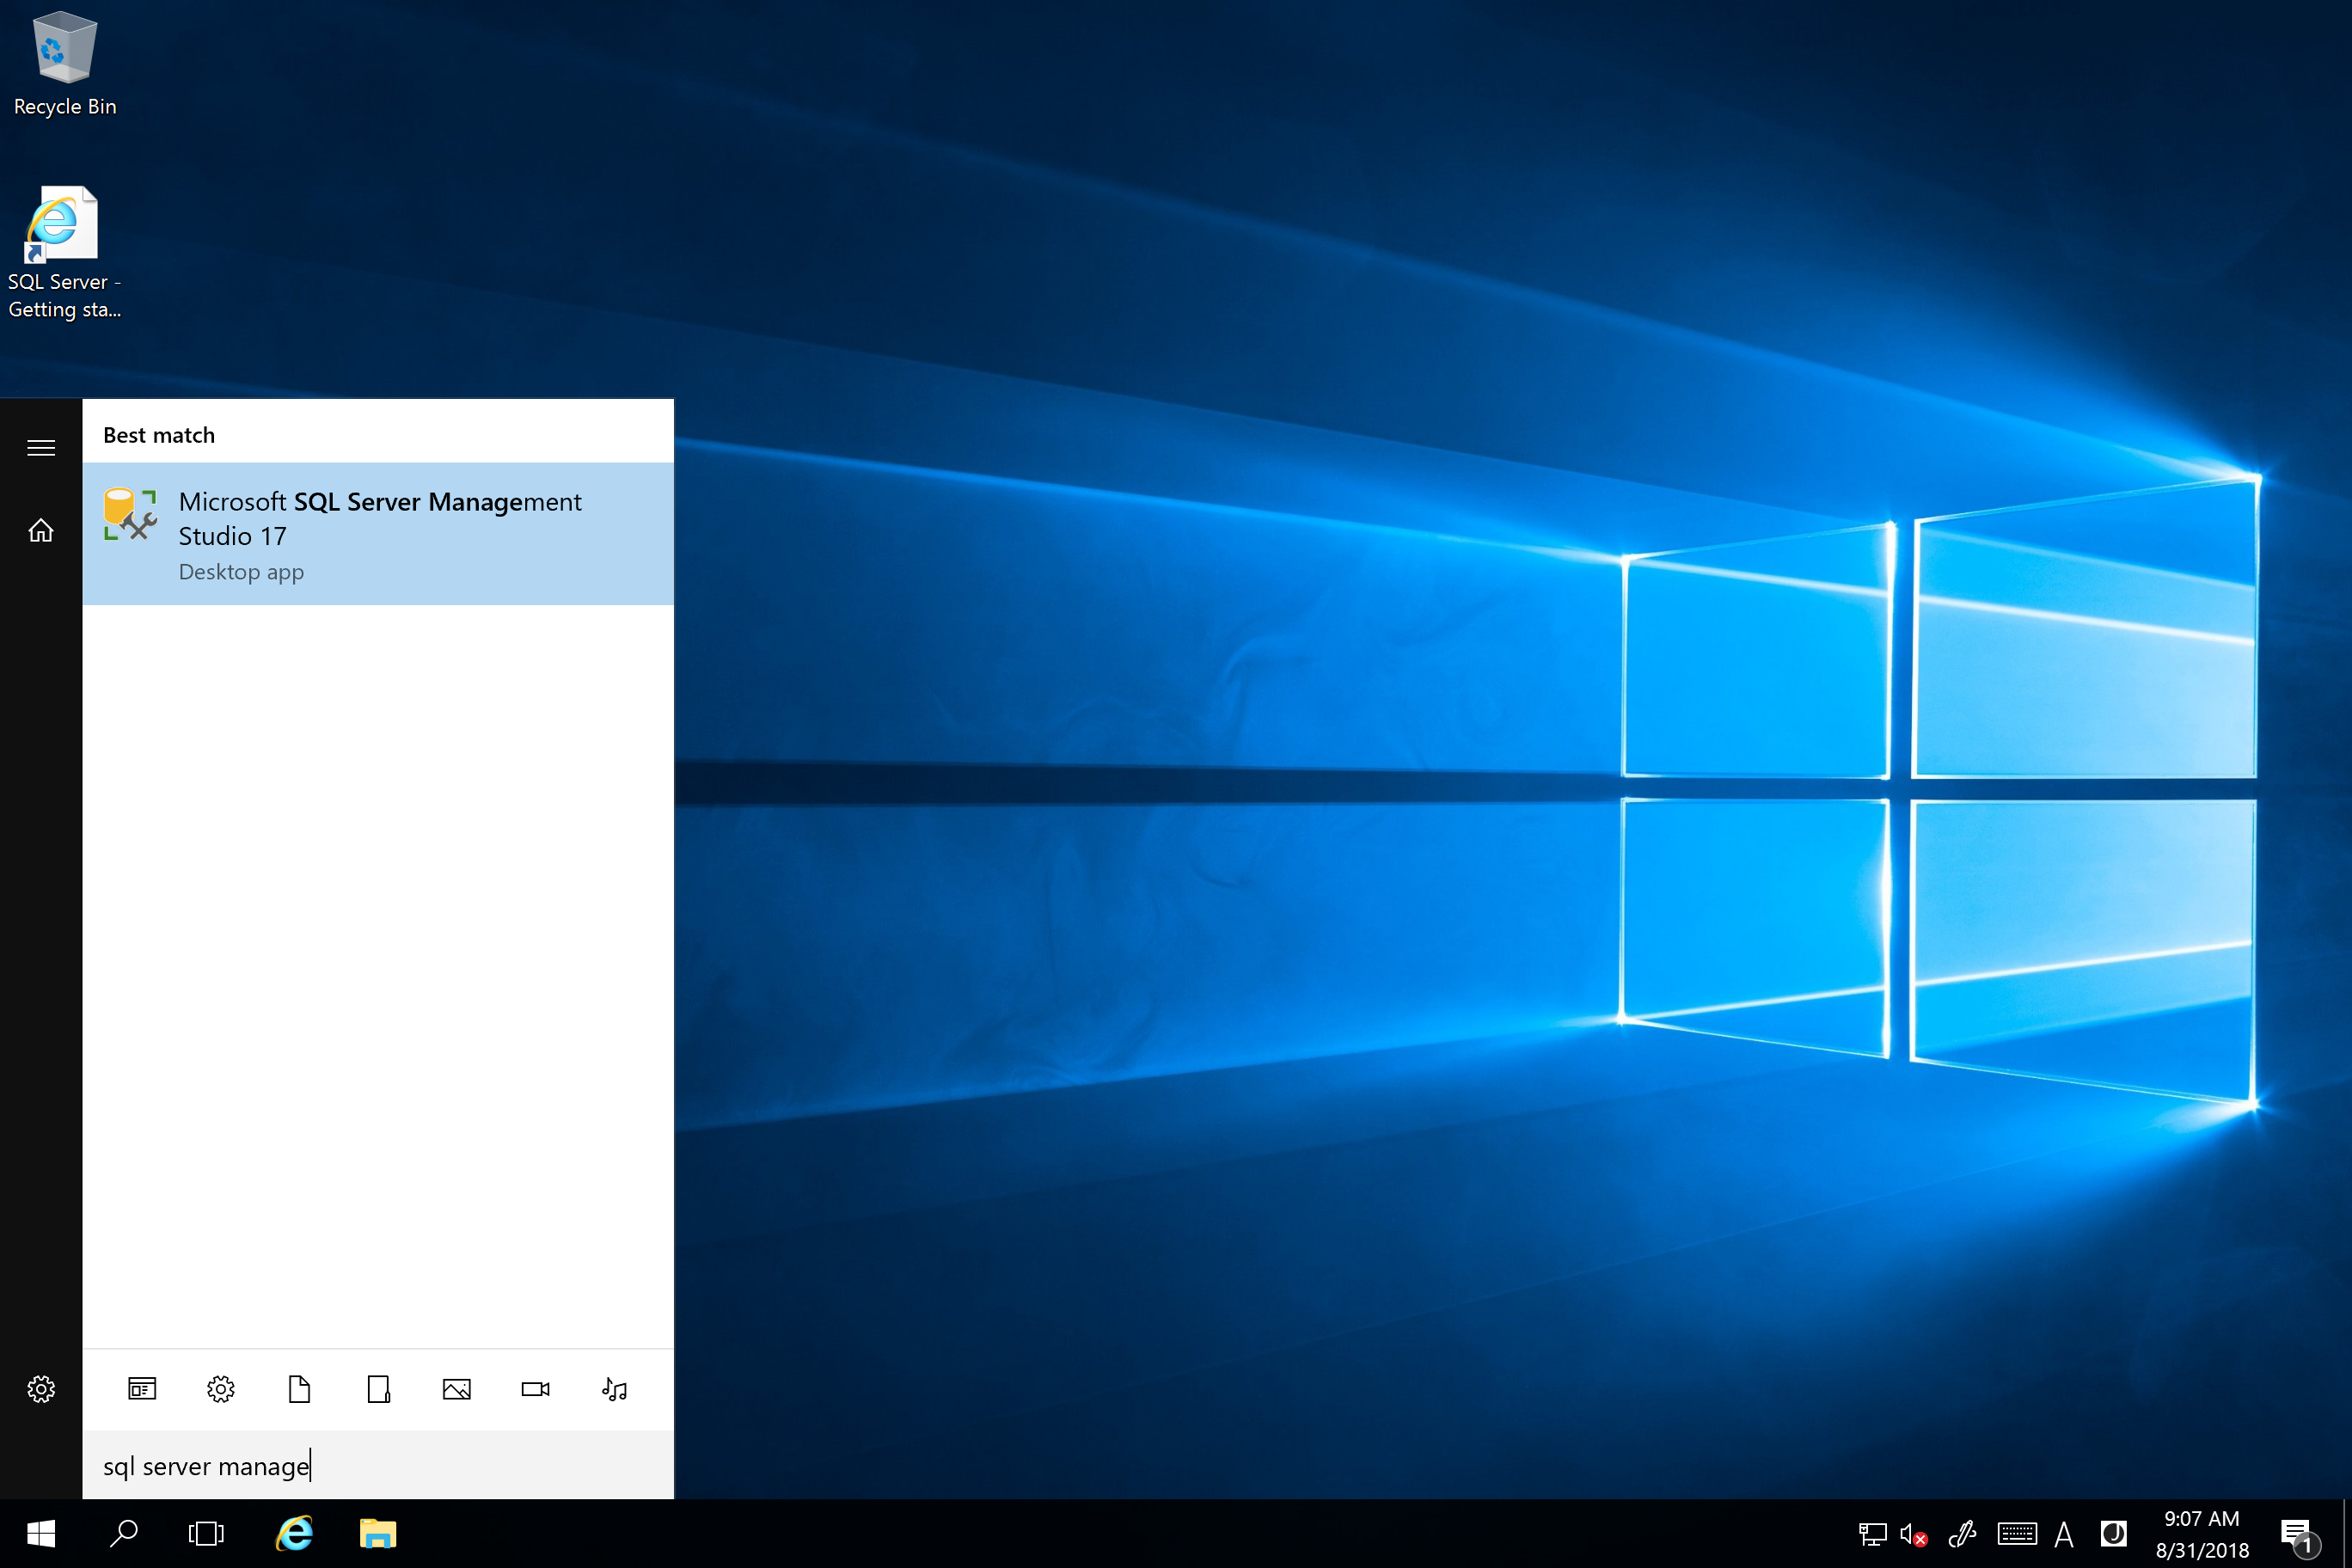 Recycle Bin
SQL Server -
Getting sta...
Best match
Microsoft SQL Server Management
Studio 17
Desktop app
sql server manage
A
J
9:07 AM
8/31/2018
1